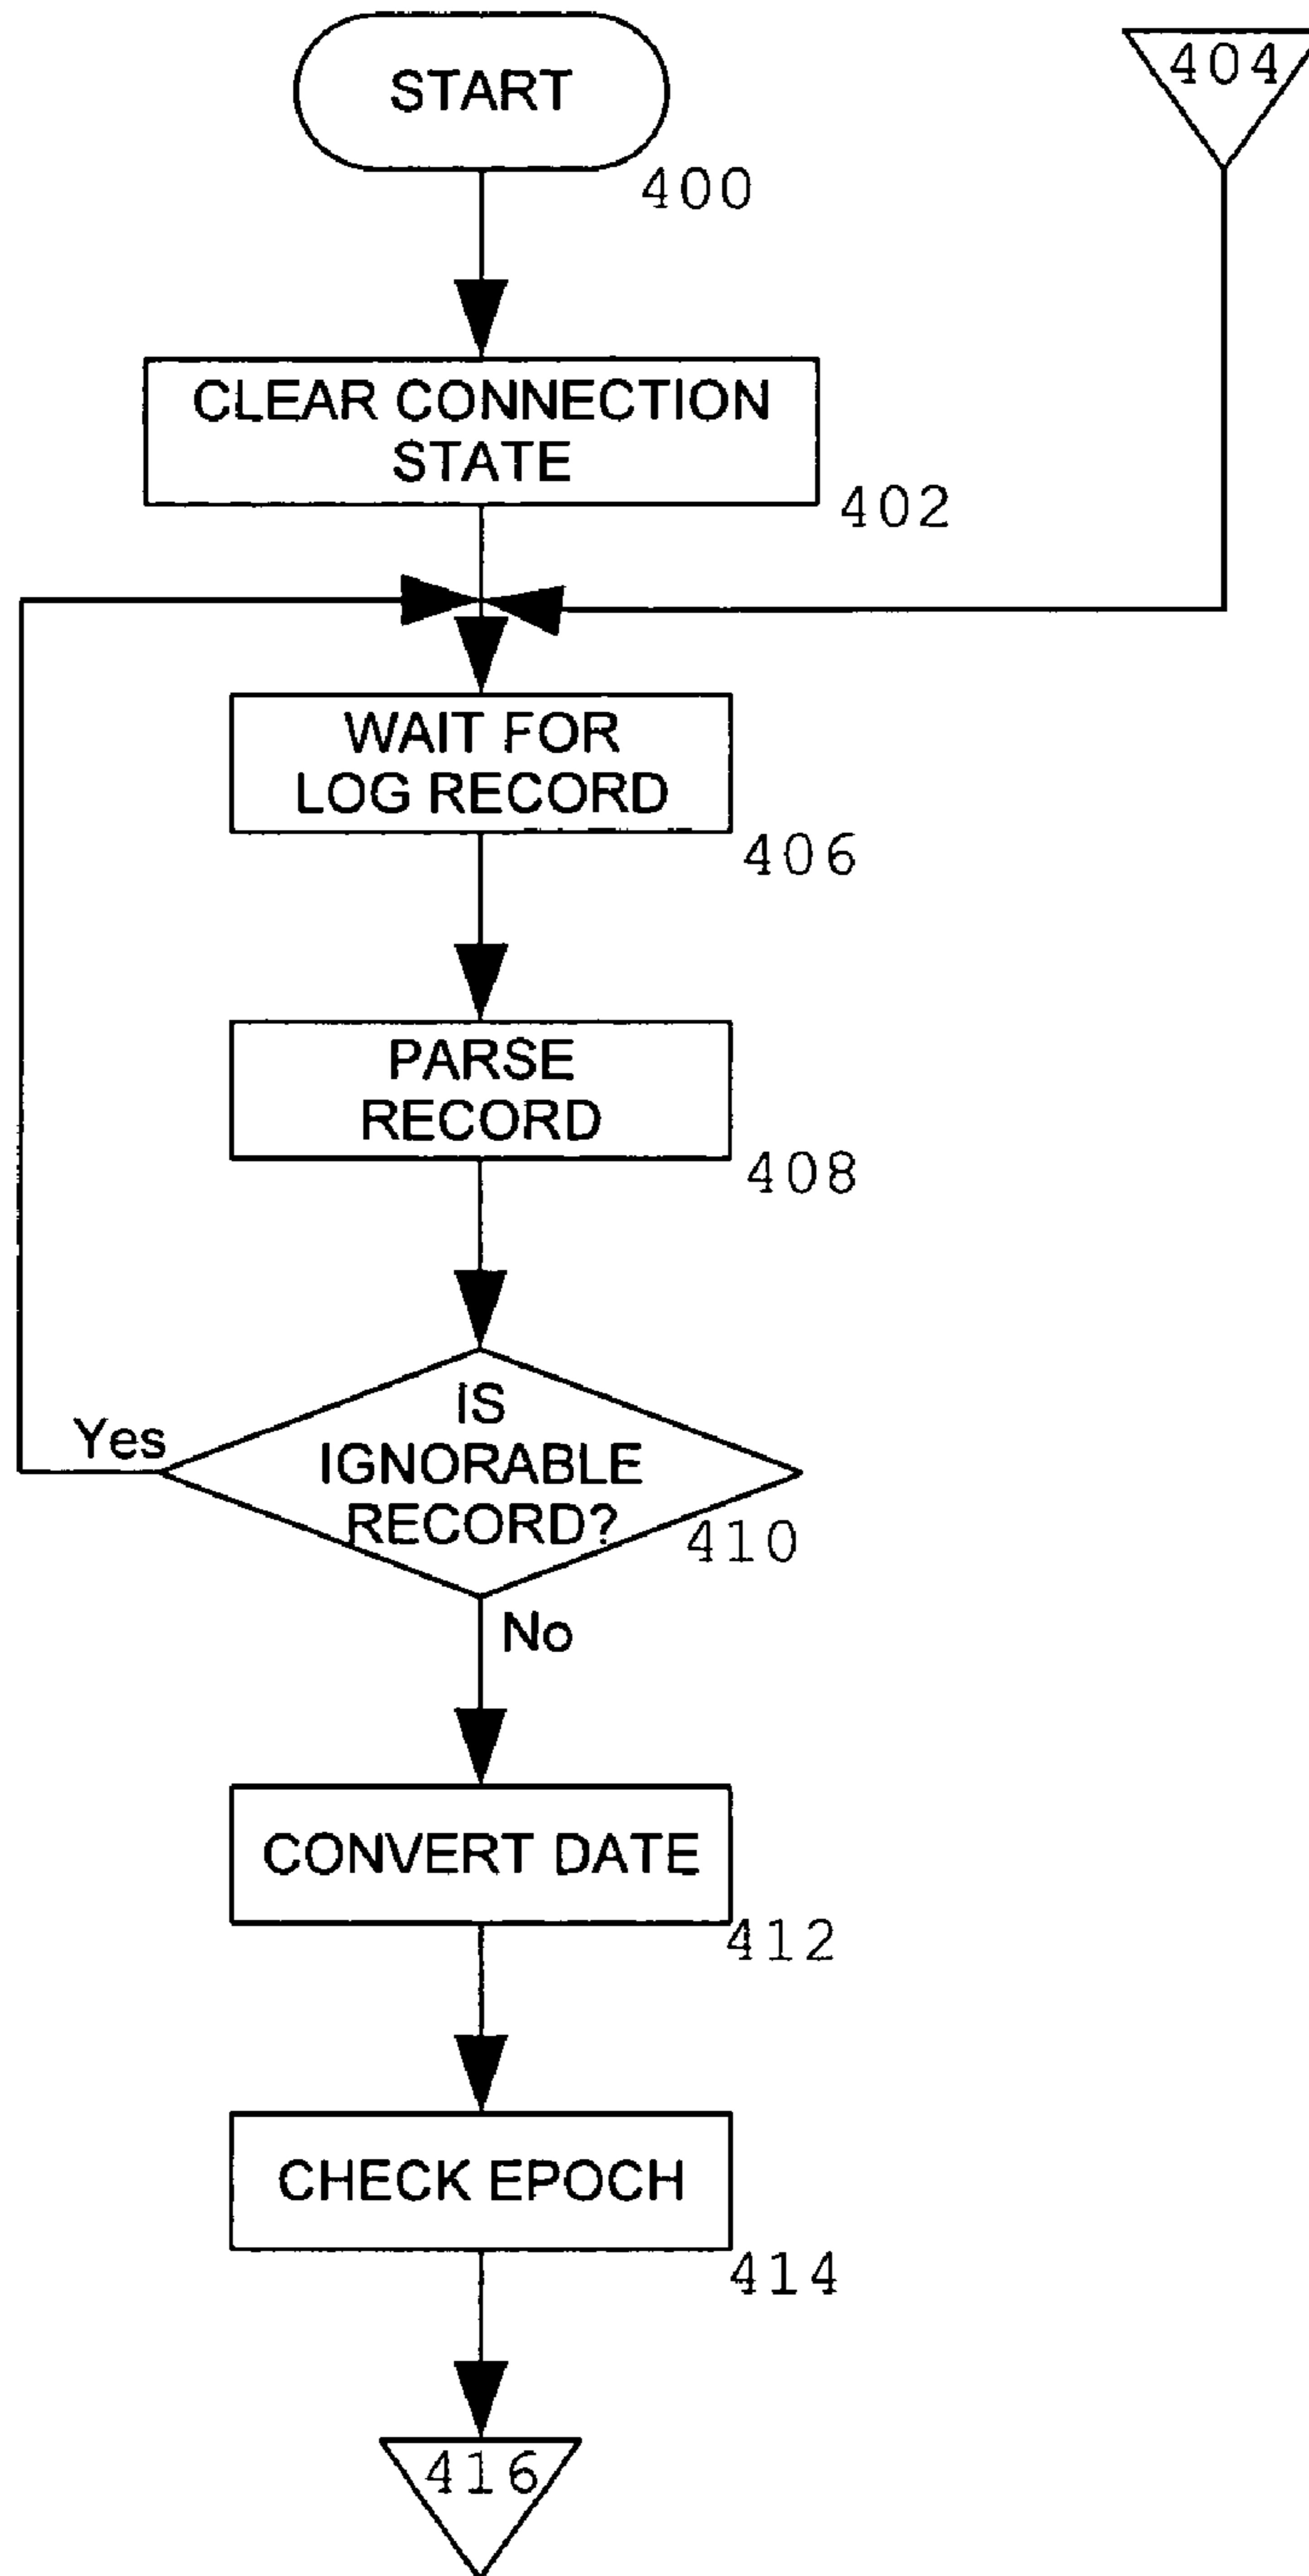 START
400
404
CLEAR CONNECTION
STATE
402
WAIT FOR
LOG RECORD
406
PARSE
RECORD
408
Yes
IS
IGNORABLE
RECORD?
410
No
CONVERT DATE
412
CHECK EPOCH
414
416